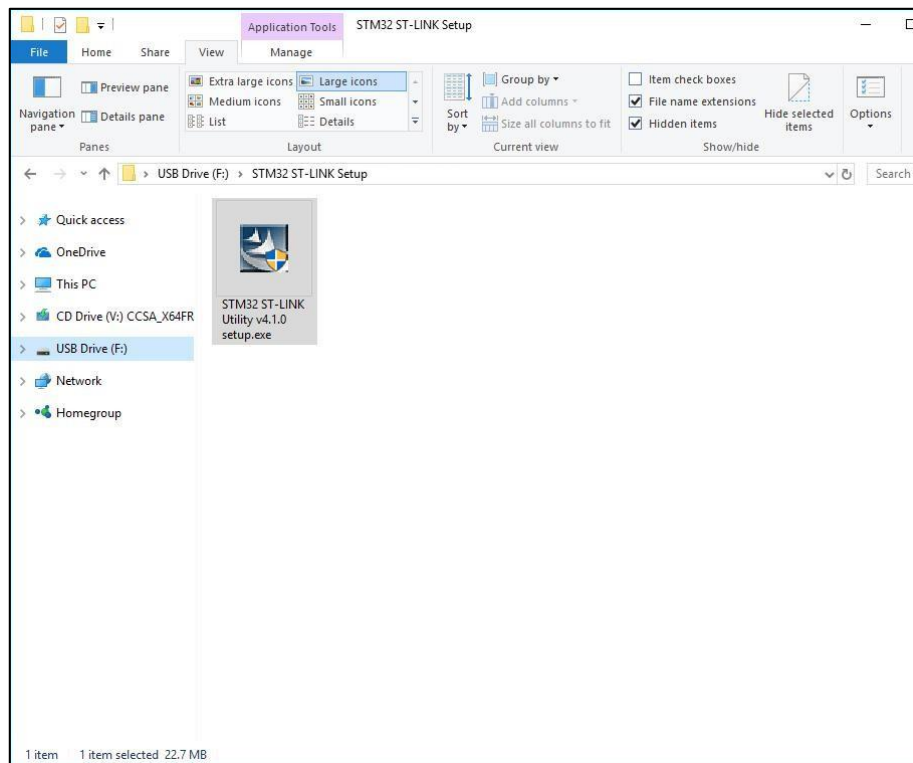 Application Tools STM32 ST-LINK Setup
File Home Share View Manage
Navigation pane
Preview pane
Details pane
Panes
Extra large icons Large icons
Medium icons Small icons
List Details
Layout
Sort by
Group by
Add columns
Size all columns to fit
Current view
Item check boxes
File name extensions
Hidden items
Hide selected items
Show/hide
Options
USB Drive (F:) STM32 ST-LINK Setup Search
Quick access
OneDrive
This PC
CD Drive (V:) CCSA_X64FR
USB Drive (F:)
Network
Homegroup
STM32 ST-LINK
Utility v4.1.0
setup.exe
1 item 1 item selected 22.7 MB